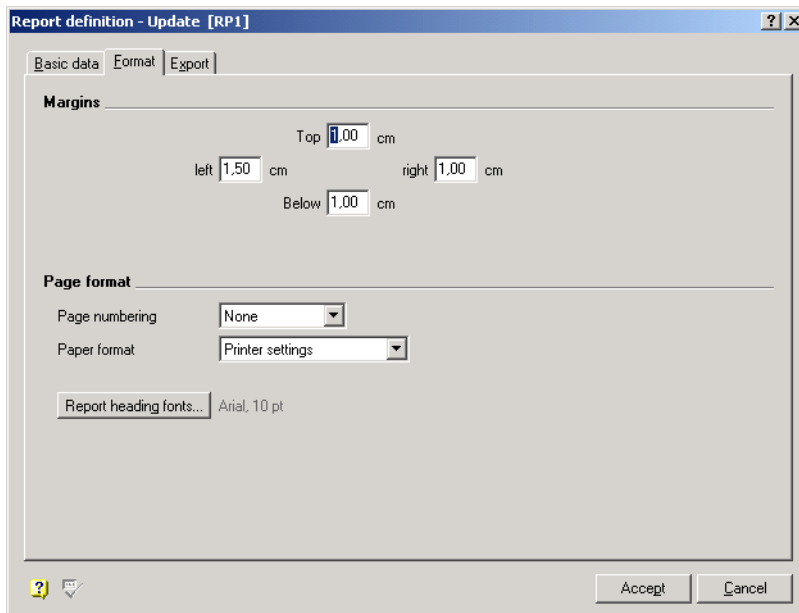 Report definition - Update [RP1]
Basic data Format Export
Margins
Top 1,00 cm
left 1,50 cm right 1,00 cm
Below 1,00 cm
Page format
Page numbering None
Paper format Printer settings
Report heading fonts... Arial, 10 pt
Accept Cancel